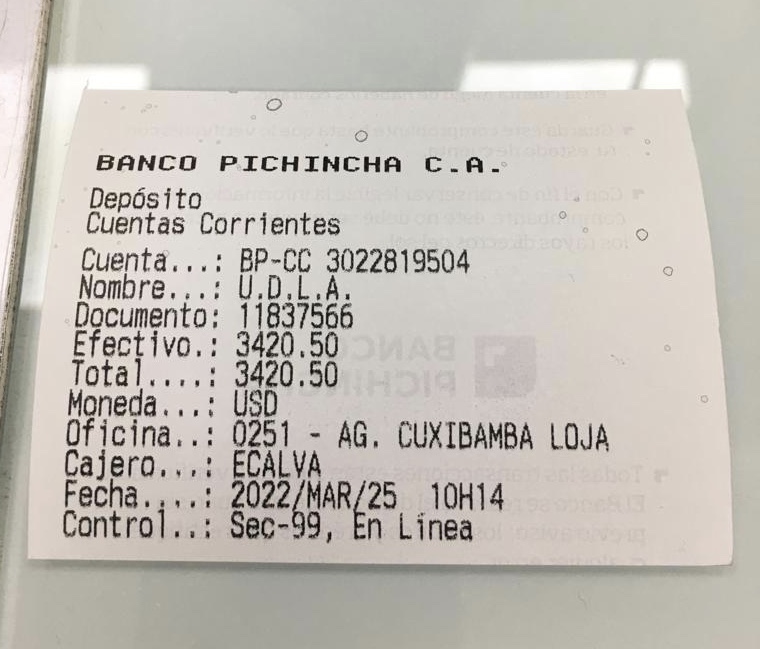 BANCO PICHINCHA C.A.
Depósito
Cuentas Corrientes
Cuenta...: BP-CC 3022819504
Nombre...: U.D.L.A.
Documento: 11837566
Efectivo.: 3420.50
Total....: 3420.50
Moneda...: USD
Oficina..: 0251 - AG. CUXIBAMBA LOJA
Cajero...: ECALVA
Fecha....: 2022/MAR/25 10H14
Control..: Sec-99, En Línea